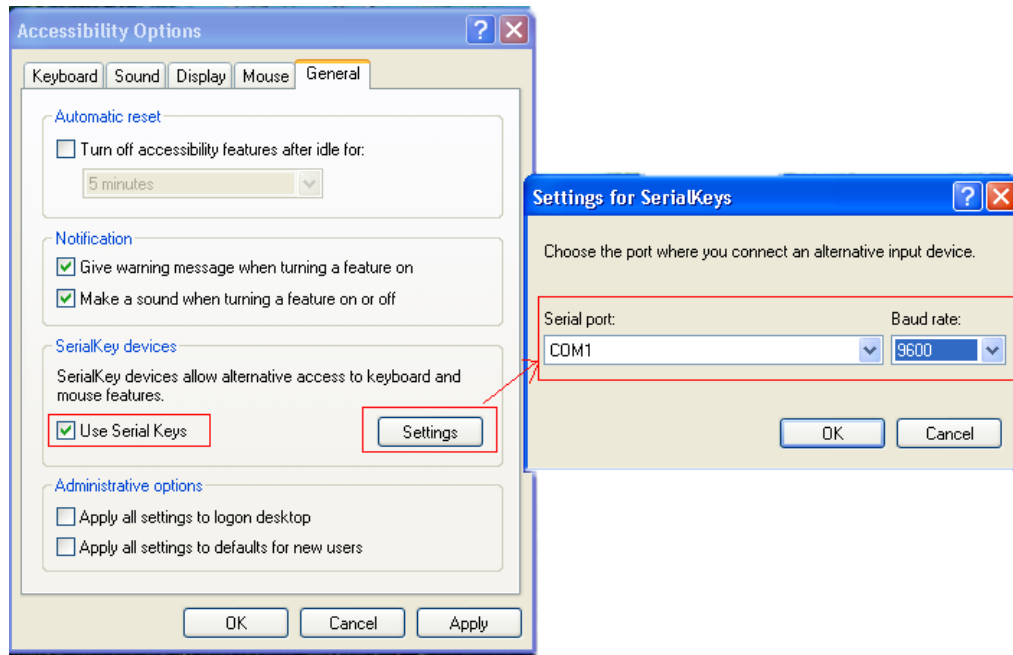 Accessibility Options
Keyboard Sound Display Mouse General
Automatic reset
Turn off accessibility features after idle for:
5 minutes
Notification
Give warning message when turning a feature on
Make a sound when turning a feature on or off
SerialKey devices
SerialKey devices allow alternative access to keyboard and
mouse features.
Use Serial Keys
Settings
Administrative options
Apply all settings to logon desktop
Apply all settings to defaults for new users
OK Cancel Apply
Settings for SerialKeys
Choose the port where you connect an alternative input device.
Serial port: Baud rate:
COM1 9600
OK Cancel